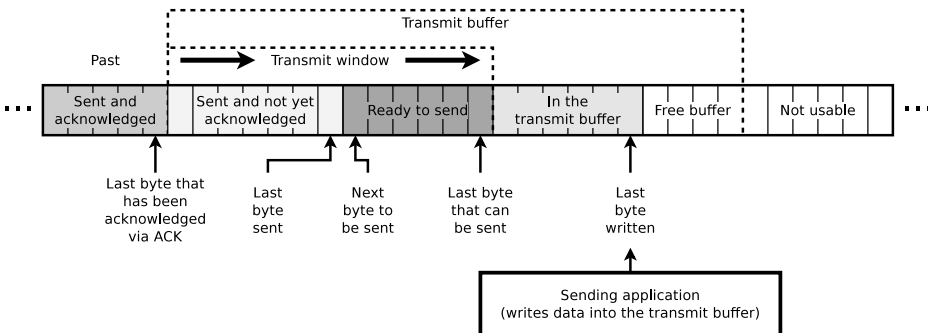 Transmit buffer
Past
Transmit window
Sent and
acknowledged
Sent and not yet
acknowledged
Ready to send
In the
transmit buffer
Free buffer
Not usable
Last byte that
has been
acknowledged
via ACK
Last
byte
sent
Next
byte to
be sent
Last byte
that can
be sent
Last
byte
written
Sending application
(writes data into the transmit buffer)